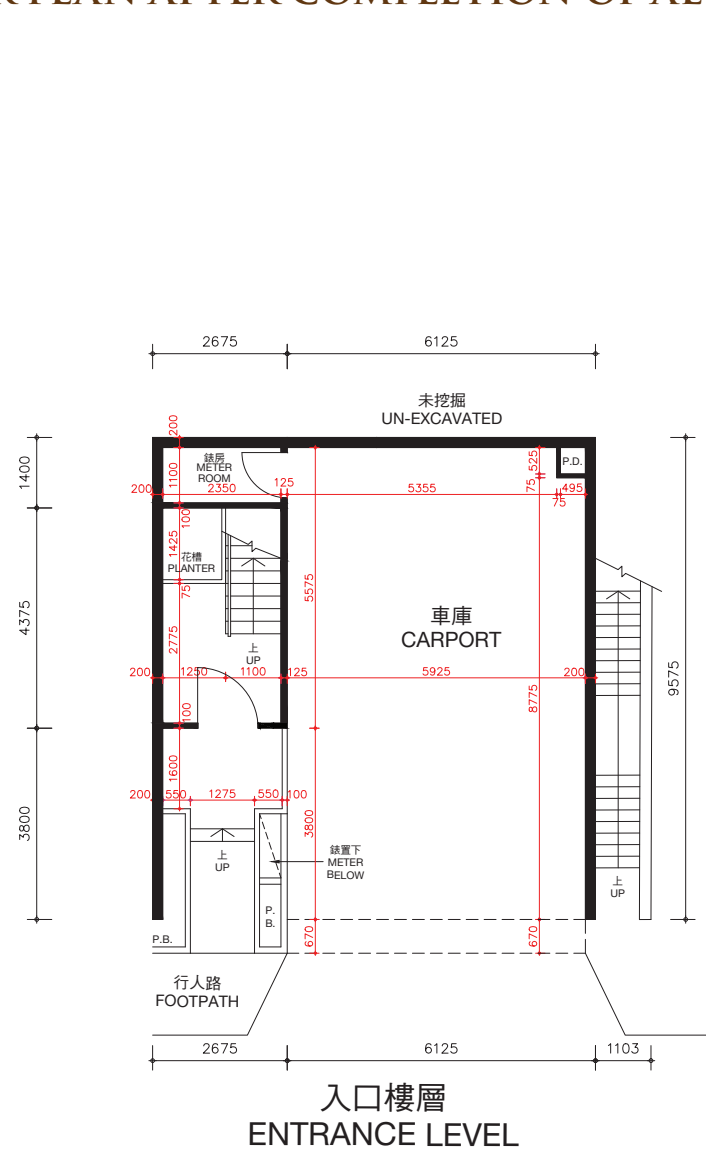 PLAN AFTER COMPLETION OF
2675
6125
未挖掘
UN-EXCAVATED
200
1400
1100
錶房
METER
ROOM
525
P.D.
200
2350
125
5355
75
495
75
100
1425
花槽
PLANTER
75
4375
5575
車庫
CARPORT
2775
上
UP
200
1250
1100
125
5925
200
9575
8775
100
1600
200
550
1275
550
100
3800
3800
上
UP
錶置下
METER
BELOW
上
UP
P.
B.
P.B.
670
670
行人路
FOOTPATH
2675
6125
1103
入口樓層
ENTRANCE LEVEL